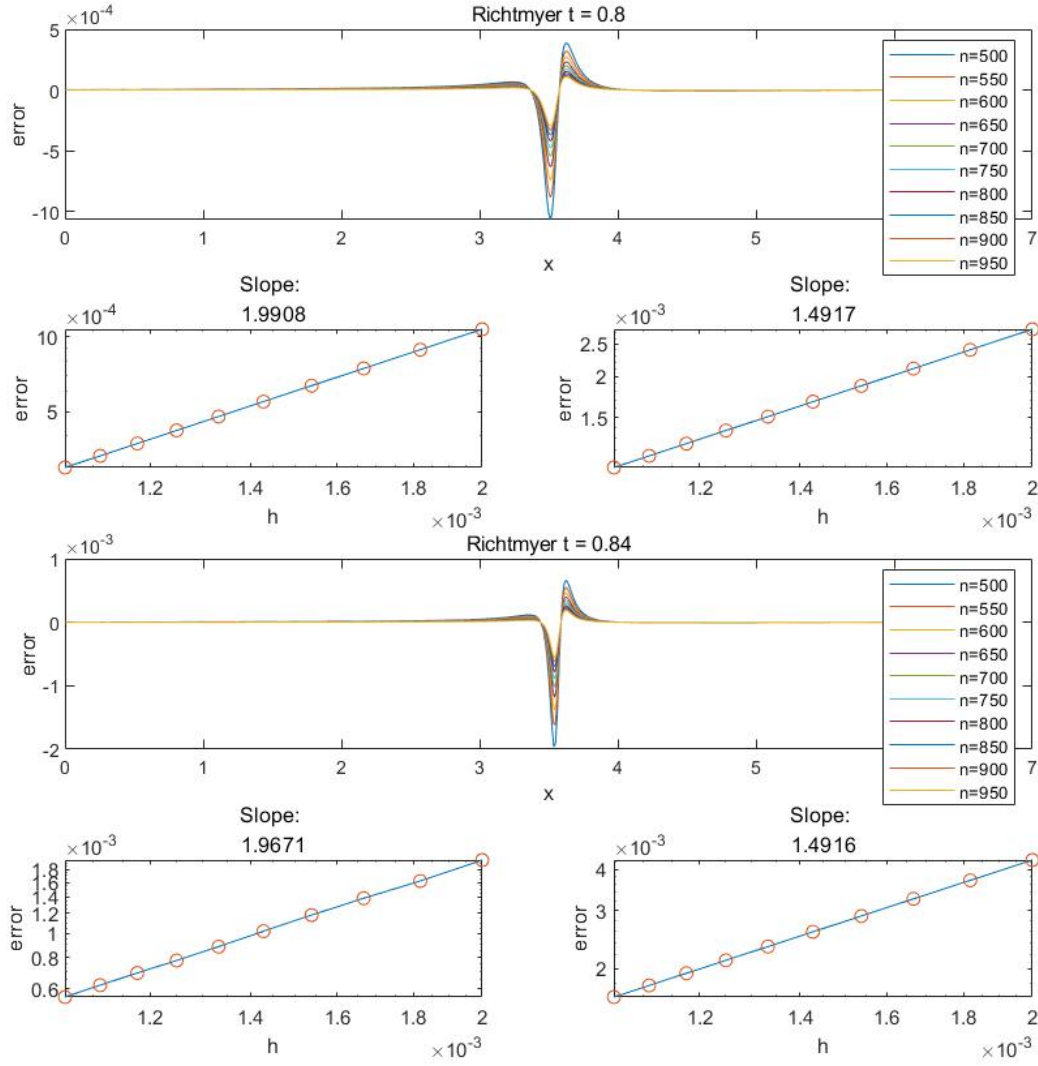 ×10⁻⁴
Richtmyer t = 0.8
5
0
-5
-10
error
0 1 2 3 4 5 7
x
n=500
n=550
n=600
n=650
n=700
n=750
n=800
n=850
n=900
n=950
Slope:
1.9908
×10⁻⁴
10
5
error
1.2 1.4 1.6 1.8 2
h
×10⁻³
Slope:
1.4917
×10⁻³
2.5
2
1.5
error
1.2 1.4 1.6 1.8 2
h
×10⁻³
×10⁻³
Richtmyer t = 0.84
1
0
-1
-2
error
0 1 2 3 4 5 7
x
n=500
n=550
n=600
n=650
n=700
n=750
n=800
n=850
n=900
n=950
Slope:
1.9671
×10⁻³
1.8
1.6
1.4
1.2
1
0.8
0.6
error
1.2 1.4 1.6 1.8 2
h
×10⁻³
Slope:
1.4916
×10⁻³
4
3
2
error
1.2 1.4 1.6 1.8 2
h
×10⁻³